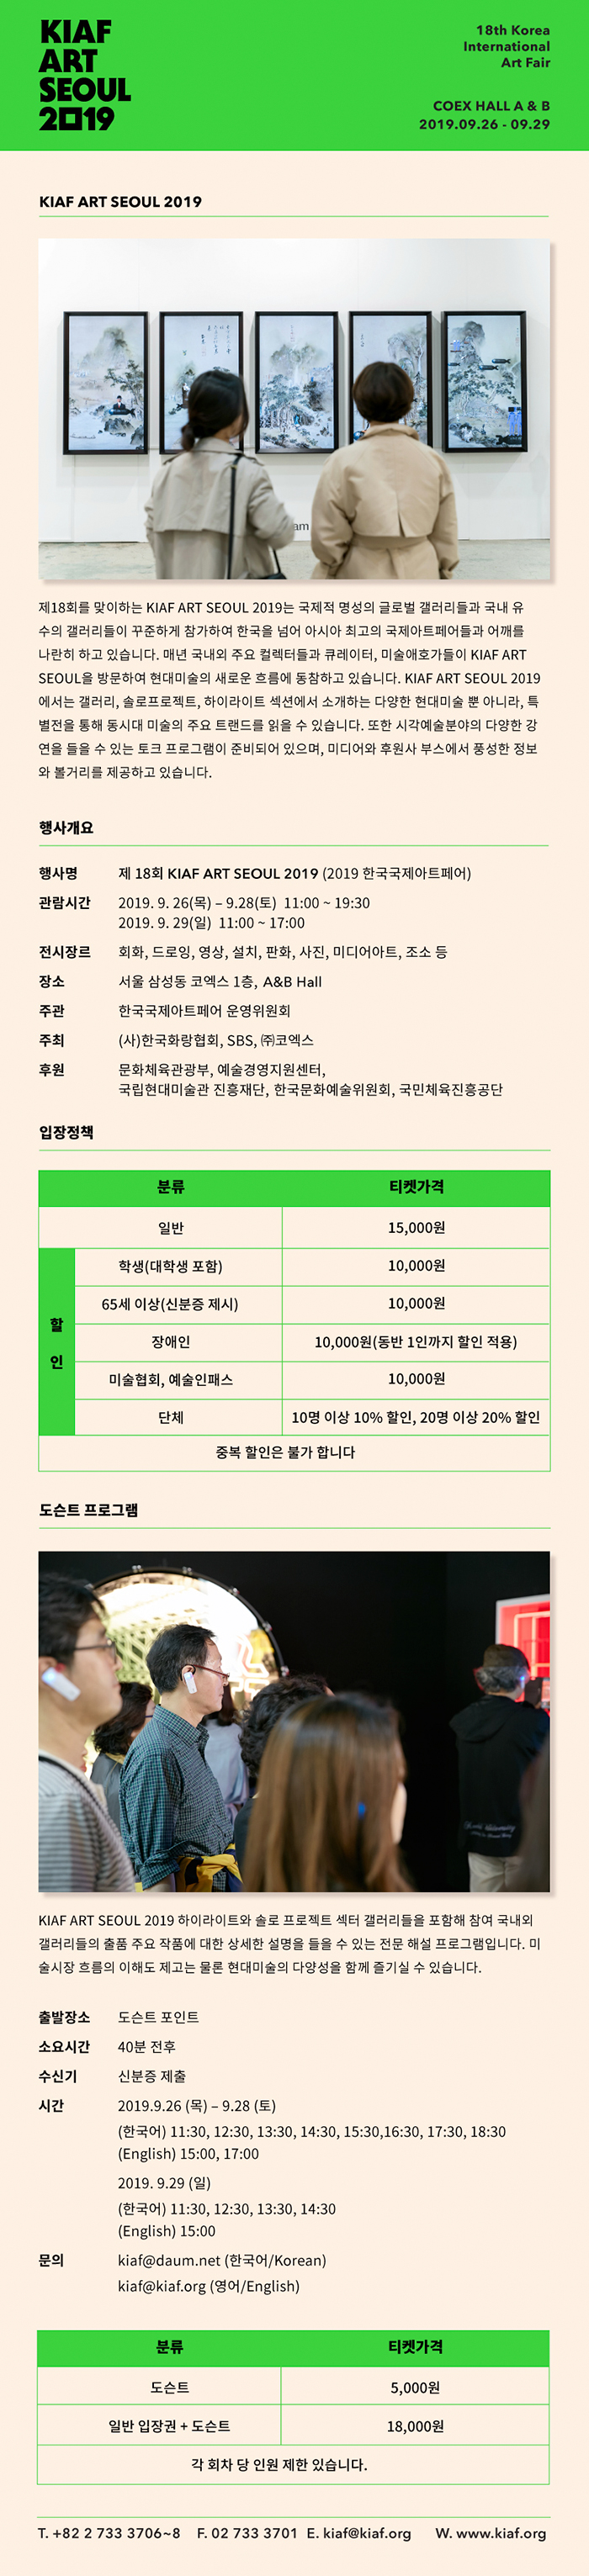 KIAF
ART
SEOUL
2019
18th Korea
International
Art Fair
COEX HALL A & B
2019.09.26 - 09.29
KIAF ART SEOUL 2019
am
제18회를 맞이하는 KIAF ART SEOUL 2019는 국제적 명성의 글로벌 갤러리들과 국내 유
수의 갤러리들이 꾸준하게 참가하여 한국을 넘어 아시아 최고의 국제아트페어들과 어깨를
나란히 하고 있습니다. 매년 국내외 주요 컬렉터들과 큐레이터, 미술애호가들이 KIAF ART
SEOUL을 방문하여 현대미술의 새로운 흐름에 동참하고 있습니다. KIAF ART SEOUL 2019
에서는 갤러리, 솔로프로젝트, 하이라이트 섹션에서 소개하는 다양한 현대미술 뿐 아니라, 특
별전을 통해 동시대 미술의 주요 트랜드를 읽을 수 있습니다. 또한 시각예술분야의 다양한 강
연을 들을 수 있는 토크 프로그램이 준비되어 있으며, 미디어와 후원사 부스에서 풍성한 정보
와 볼거리를 제공하고 있습니다.
행사개요
행사명 제 18회 KIAF ART SEOUL 2019 (2019 한국국제아트페어)
관람시간 2019. 9. 26(목) – 9.28(토) 11:00 ~ 19:30
2019. 9. 29(일) 11:00 ~ 17:00
전시장르 회화, 드로잉, 영상, 설치, 판화, 사진, 미디어아트, 조소 등
장소 서울 삼성동 코엑스 1층, A&B Hall
주관 한국국제아트페어 운영위원회
주최 (사)한국화랑협회, SBS, ㈜코엑스
후원 문화체육관광부, 예술경영지원센터,
국립현대미술관 진흥재단, 한국문화예술위원회, 국민체육진흥공단
입장정책
분류 티켓가격
일반 15,000원
할인
학생(대학생 포함) 10,000원
65세 이상(신분증 제시) 10,000원
장애인 10,000원(동반 1인까지 할인 적용)
미술협회, 예술인패스 10,000원
단체 10명 이상 10% 할인, 20명 이상 20% 할인
중복 할인은 불가 합니다
도슨트 프로그램
KIAF ART SEOUL 2019 하이라이트와 솔로 프로젝트 섹터 갤러리들을 포함해 참여 국내외
갤러리들의 출품 주요 작품에 대한 상세한 설명을 들을 수 있는 전문 해설 프로그램입니다. 미
술시장 흐름의 이해도 제고는 물론 현대미술의 다양성을 함께 즐기실 수 있습니다.
출발장소 도슨트 포인트
소요시간 40분 전후
수신기 신분증 제출
시간 2019.9.26 (목) – 9.28 (토)
(한국어) 11:30, 12:30, 13:30, 14:30, 15:30,16:30, 17:30, 18:30
(English) 15:00, 17:00
2019. 9.29 (일)
(한국어) 11:30, 12:30, 13:30, 14:30
(English) 15:00
문의 kiaf@daum.net (한국어/Korean)
kiaf@kiaf.org (영어/English)
분류 티켓가격
도슨트 5,000원
일반 입장권 + 도슨트 18,000원
각 회차 당 인원 제한 있습니다.
T. +82 2 733 3706~8 F. 02 733 3701 E. kiaf@kiaf.org W. www.kiaf.org